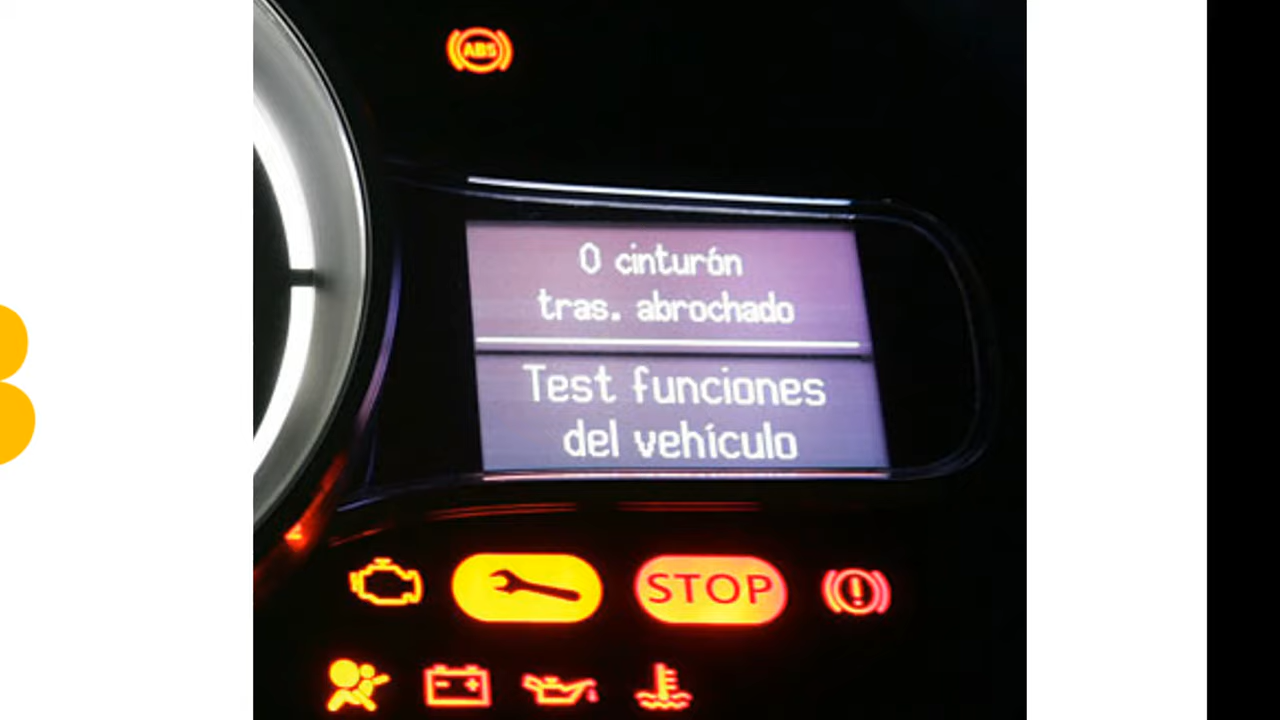 ABS
0 cinturón
tras. abrochado
Test funciones
del vehículo
STOP